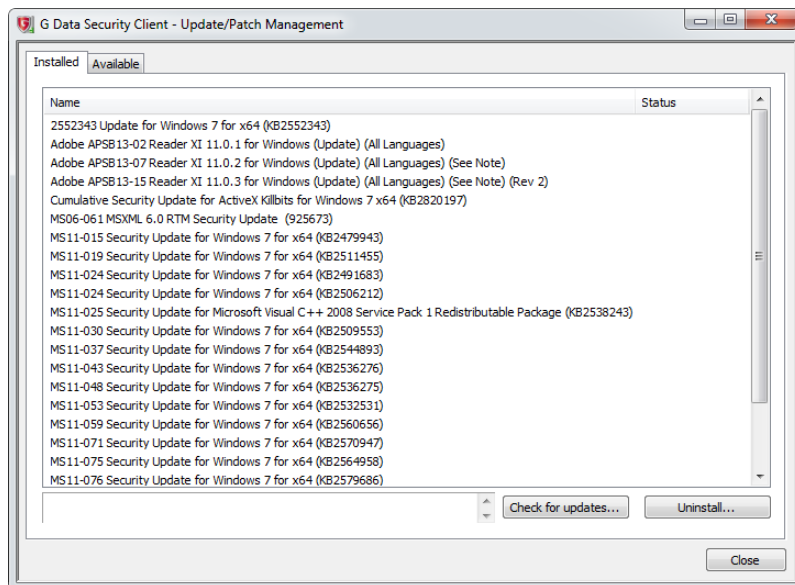 G Data Security Client - Update/Patch Management
Installed
Available
Name
Status
2552343 Update for Windows 7 for x64 (KB2552343)
Adobe APSB13-02 Reader XI 11.0.1 for Windows (Update) (All Languages)
Adobe APSB13-07 Reader XI 11.0.2 for Windows (Update) (All Languages) (See Note)
Adobe APSB13-15 Reader XI 11.0.3 for Windows (Update) (All Languages) (See Note) (Rev 2)
Cumulative Security Update for ActiveX Killbits for Windows 7 x64 (KB2820197)
MS06-061 MSXML 6.0 RTM Security Update  (925673)
MS11-015 Security Update for Windows 7 for x64 (KB2479943)
MS11-019 Security Update for Windows 7 for x64 (KB2511455)
MS11-024 Security Update for Windows 7 for x64 (KB2491683)
MS11-024 Security Update for Windows 7 for x64 (KB2506212)
MS11-025 Security Update for Microsoft Visual C++ 2008 Service Pack 1 Redistributable Package (KB2538243)
MS11-030 Security Update for Windows 7 for x64 (KB2509553)
MS11-037 Security Update for Windows 7 for x64 (KB2544893)
MS11-043 Security Update for Windows 7 for x64 (KB2536276)
MS11-048 Security Update for Windows 7 for x64 (KB2536275)
MS11-053 Security Update for Windows 7 for x64 (KB2532531)
MS11-059 Security Update for Windows 7 for x64 (KB2560656)
MS11-071 Security Update for Windows 7 for x64 (KB2570947)
MS11-075 Security Update for Windows 7 for x64 (KB2564958)
MS11-076 Security Update for Windows 7 for x64 (KB2579686)
Check for updates...
Uninstall...
Close